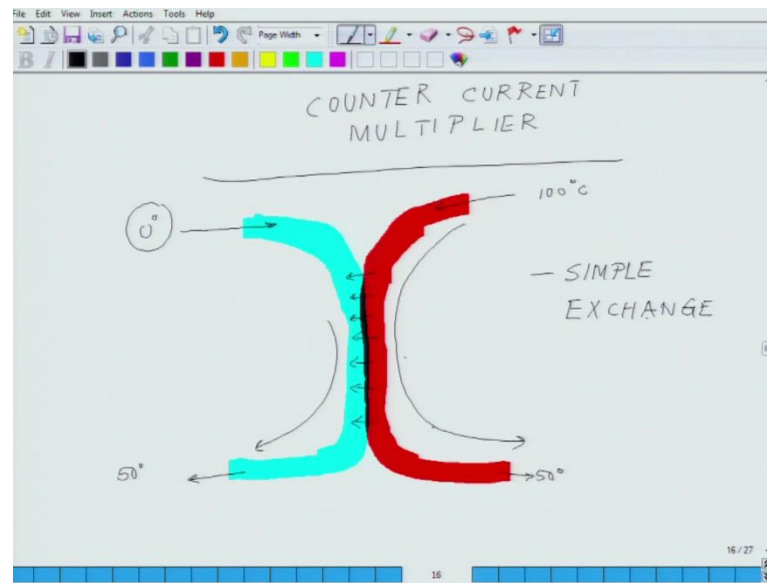 File Edit View Insert Actions Tools Help
Page Width
B I
COUNTER CURRENT
MULTIPLIER
0°
100°C
— SIMPLE
EXCHANGE
50°
50°
16 / 27
16